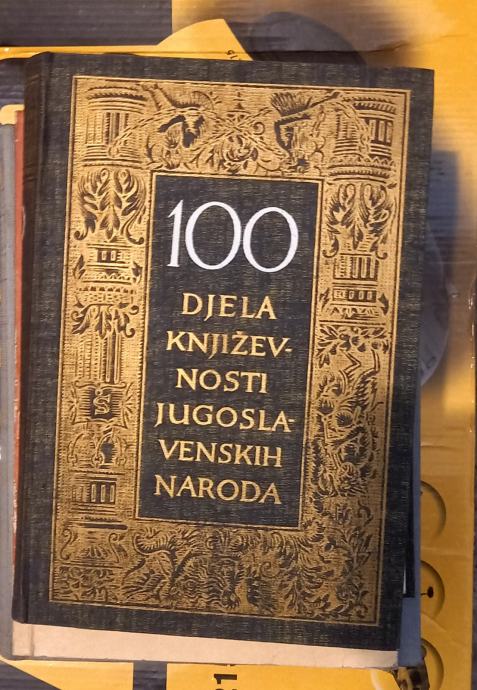 100
DJELA
KNJIŽEV-
NOSTI
JUGOSLA-
VENSKIH
NARODA